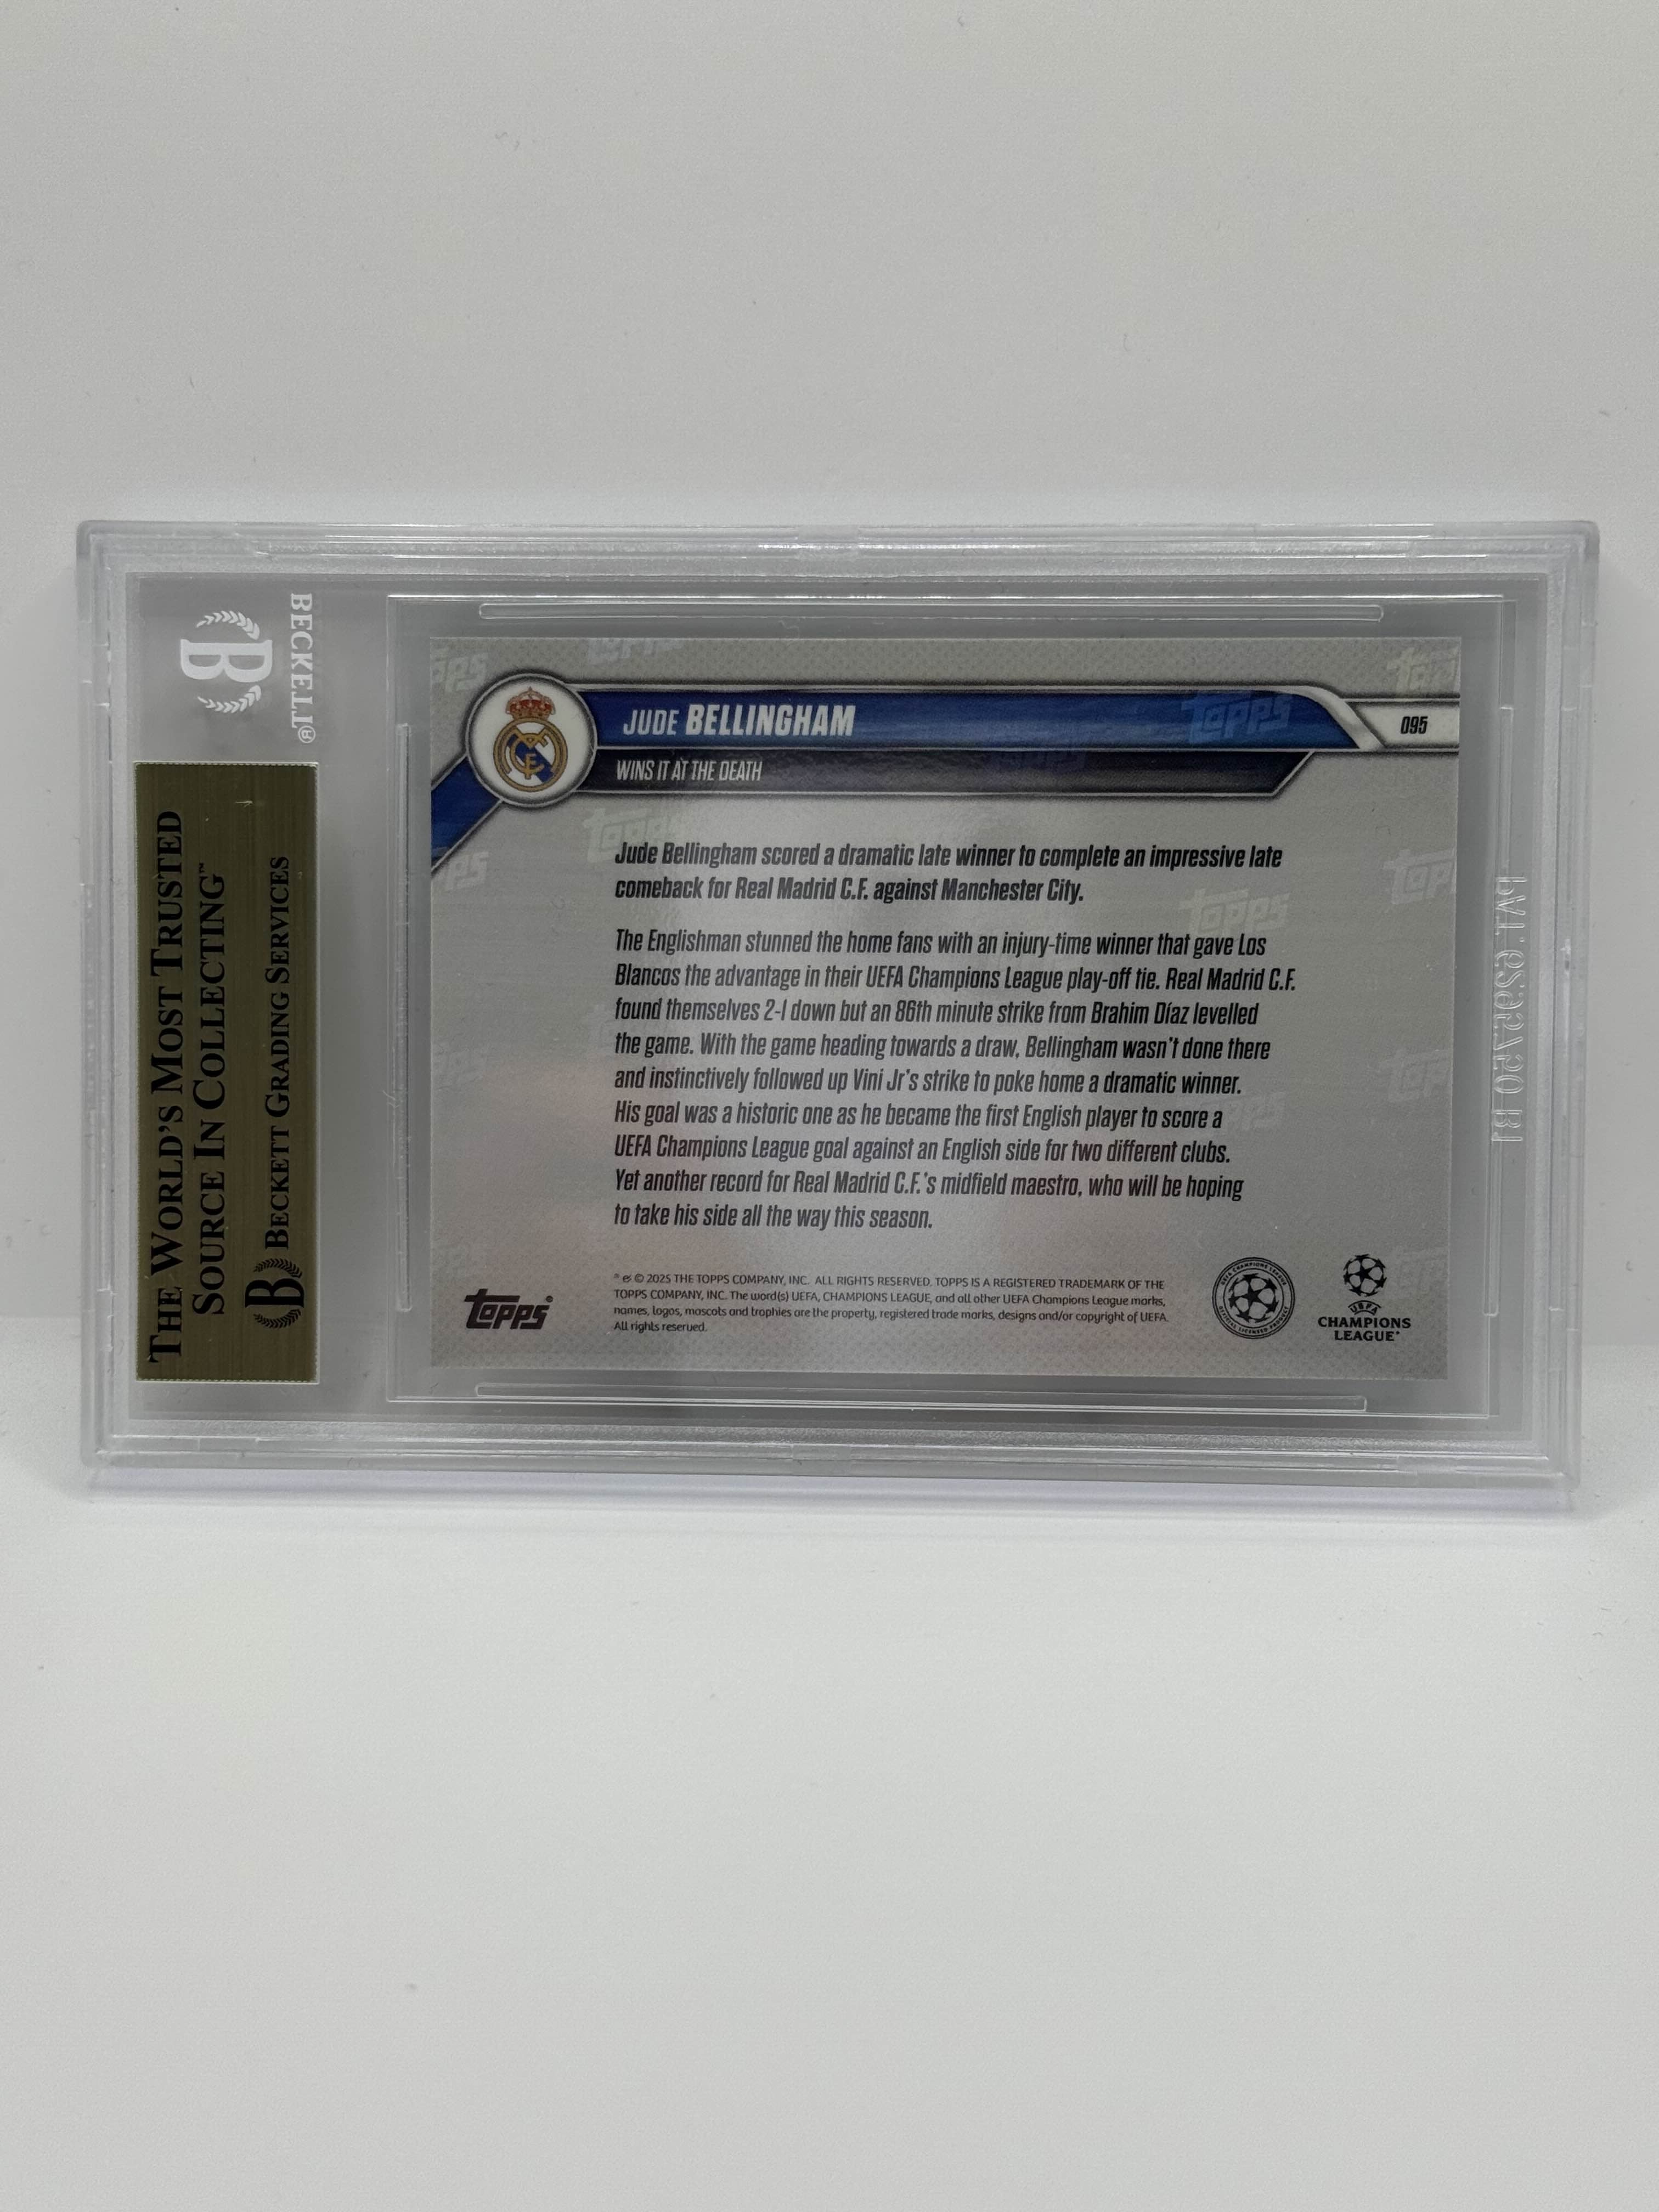 BECKETT®
B
THE WORLD'S MOST TRUSTED
SOURCE IN COLLECTING™
B BECKETT GRADING SERVICES
JUDE BELLINGHAM
095
WINS IT AT THE DEATH
Jude Bellingham scored a dramatic late winner to complete an impressive late
comeback for Real Madrid C.F. against Manchester City.
The Englishman stunned the home fans with an injury-time winner that gave Los
Blancos the advantage in their UEFA Champions League play-off tie. Real Madrid C.F.
found themselves 2-1 down but an 86th minute strike from Brahim Díaz levelled
the game. With the game heading towards a draw, Bellingham wasn't done there
and instinctively followed up Vini Jr's strike to poke home a dramatic winner.
His goal was a historic one as he became the first English player to score a
UEFA Champions League goal against an English side for two different clubs.
Yet another record for Real Madrid C.F.'s midfield maestro, who will be hoping
to take his side all the way this season.
topps®
® & © 2025 THE TOPPS COMPANY, INC. ALL RIGHTS RESERVED. TOPPS IS A REGISTERED TRADEMARK OF THE
TOPPS COMPANY, INC. The word(s) UEFA, CHAMPIONS LEAGUE, and all other UEFA Champions League marks,
names, logos, mascots and trophies are the property, registered trade marks, designs and/or copyright of UEFA.
All rights reserved.
UEFA
CHAMPIONS
LEAGUE®